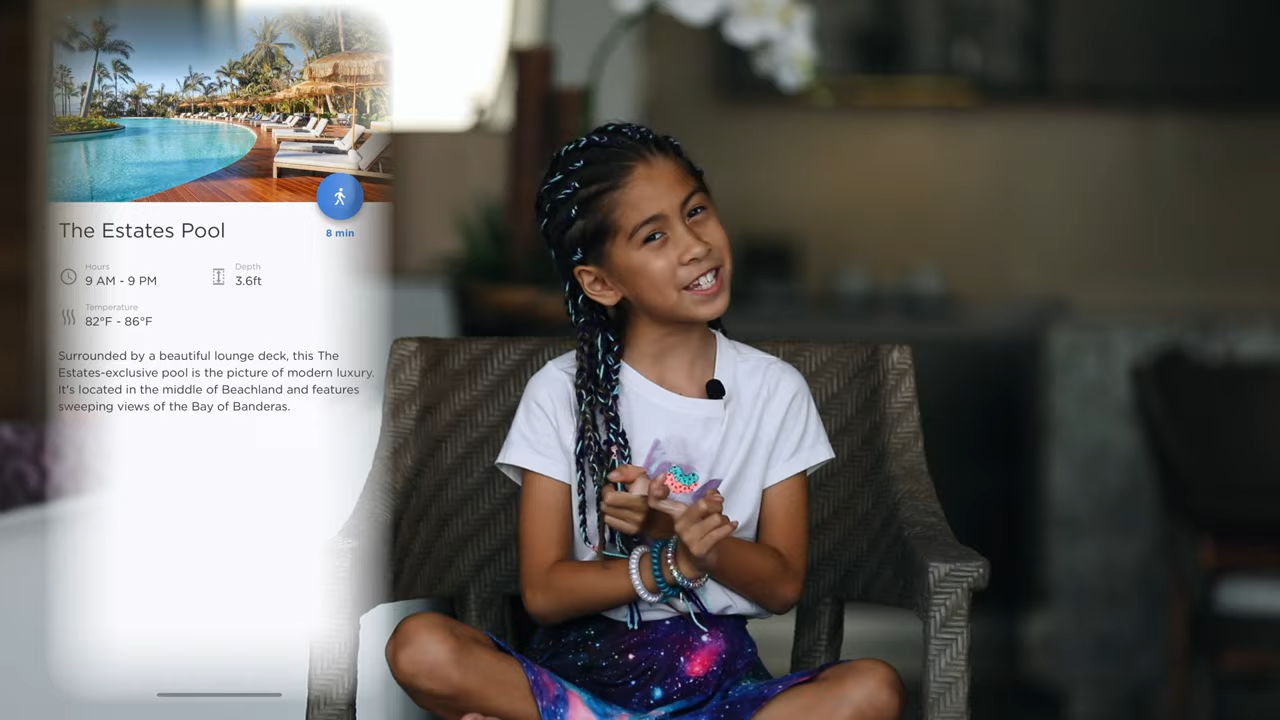 The Estates Pool
8 min
Hours
9 AM - 9 PM
Depth
3.6ft
Temperature
82°F - 86°F
Surrounded by a beautiful lounge deck, this The
Estates-exclusive pool is the picture of modern luxury.
It's located in the middle of Beachland and features
sweeping views of the Bay of Banderas.